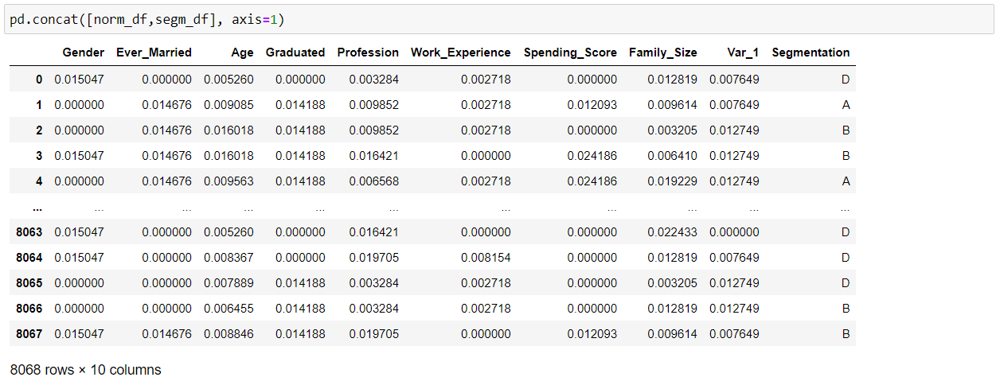 pd.concat([norm_df,segm_df], axis=1)
Gender Ever_Married Age Graduated Profession Work_Experience Spending_Score Family_Size Var_1 Segmentation
0 0.015047 0.000000 0.005260 0.000000 0.003284 0.002718 0.000000 0.012819 0.007649 D
1 0.000000 0.014676 0.009085 0.014188 0.009852 0.002718 0.012093 0.009614 0.007649 A
2 0.000000 0.014676 0.016018 0.014188 0.009852 0.002718 0.000000 0.003205 0.012749 B
3 0.015047 0.014676 0.016018 0.014188 0.016421 0.000000 0.024186 0.006410 0.012749 B
4 0.000000 0.014676 0.009563 0.014188 0.006568 0.002718 0.024186 0.019229 0.012749 A
... ... ... ... ... ... ... ... ... ... ...
8063 0.015047 0.000000 0.005260 0.000000 0.016421 0.000000 0.000000 0.022433 0.000000 D
8064 0.015047 0.000000 0.008367 0.000000 0.019705 0.008154 0.000000 0.012819 0.007649 D
8065 0.000000 0.000000 0.007889 0.014188 0.003284 0.002718 0.000000 0.003205 0.012749 D
8066 0.000000 0.000000 0.006455 0.014188 0.003284 0.002718 0.000000 0.012819 0.012749 B
8067 0.015047 0.014676 0.008846 0.014188 0.019705 0.000000 0.012093 0.009614 0.007649 B
8068 rows × 10 columns